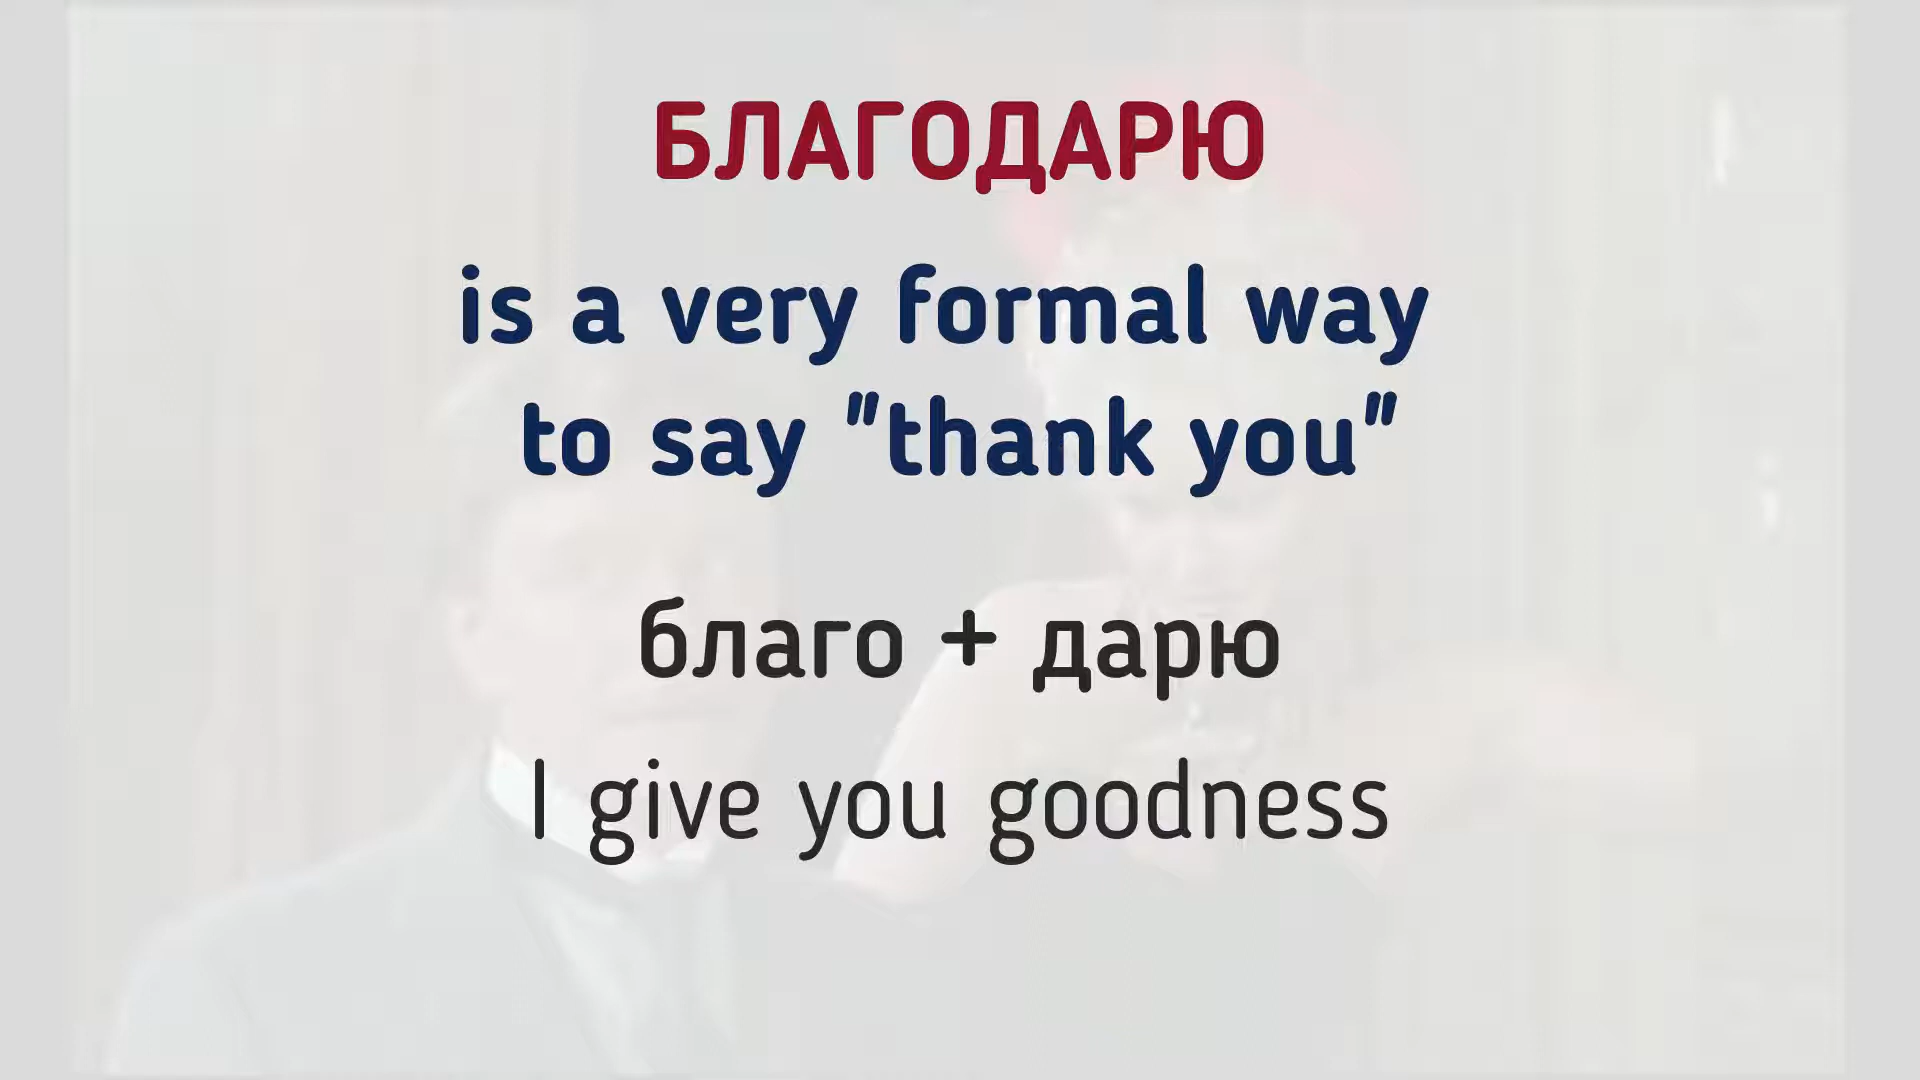 БЛАГОДАРЮ
is a very formal way
to say "thank you"
благо + дарю
I give you goodness